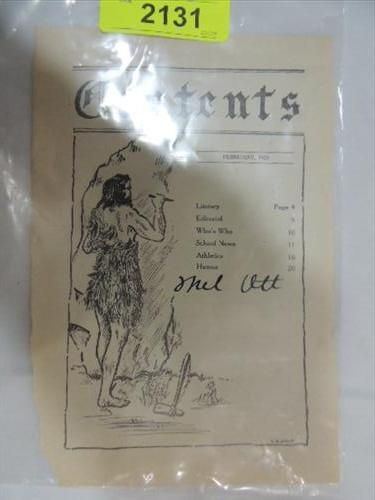 2131
Contents
FEBRUARY, 1925
Literary Page 4
Editorial 9
Who's Who 10
School News 11
Athletics 16
Humor 20
Mel Ott